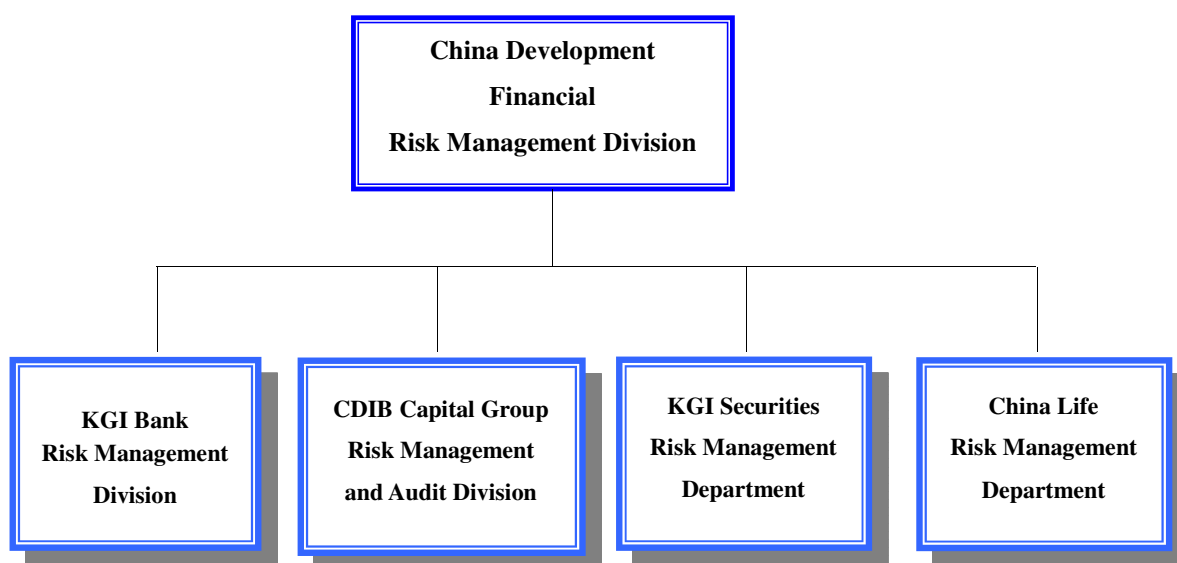 China Development
Financial
Risk Management Division
KGI Bank
Risk Management
Division
CDIB Capital Group
Risk Management
and Audit Division
KGI Securities
Risk Management
Department
China Life
Risk Management
Department